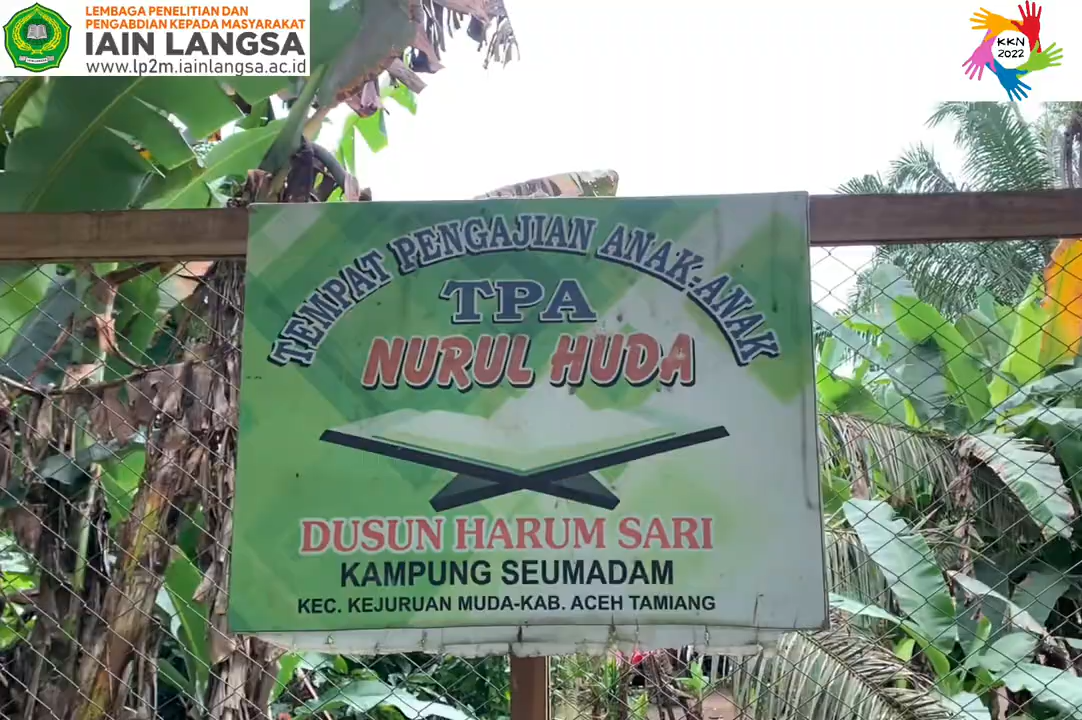 LEMBAGA PENELITIAN DAN
PENGABDIAN KEPADA MASYARAKAT
IAIN LANGSA
www.lp2m.iainlangsa.ac.id
KKN
2022
TEMPAT PENGAJIAN ANAK-ANAK
TPA
NURUL HUDA
DUSUN HARUM SARI
KAMPUNG SEUMADAM
KEC. KEJURUAN MUDA-KAB. ACEH TAMIANG